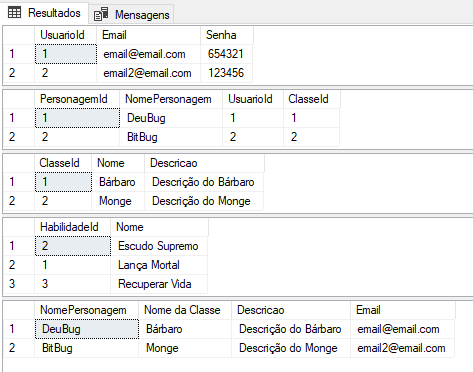 Resultados Mensagens
UsuarioId Email Senha
1 1 email@email.com 654321
2 2 email2@email.com 123456
PersonagemId NomePersonagem UsuarioId ClasseId
1 1 DeuBug 1 1
2 2 BitBug 2 2
ClasseId Nome Descricao
1 1 Bárbaro Descrição do Bárbaro
2 2 Monge Descrição do Monge
HabilidadeId Nome
1 2 Escudo Supremo
2 1 Lança Mortal
3 3 Recuperar Vida
NomePersonagem Nome da Classe Descricao Email
1 DeuBug Bárbaro Descrição do Bárbaro email@email.com
2 BitBug Monge Descrição do Monge email2@email.com